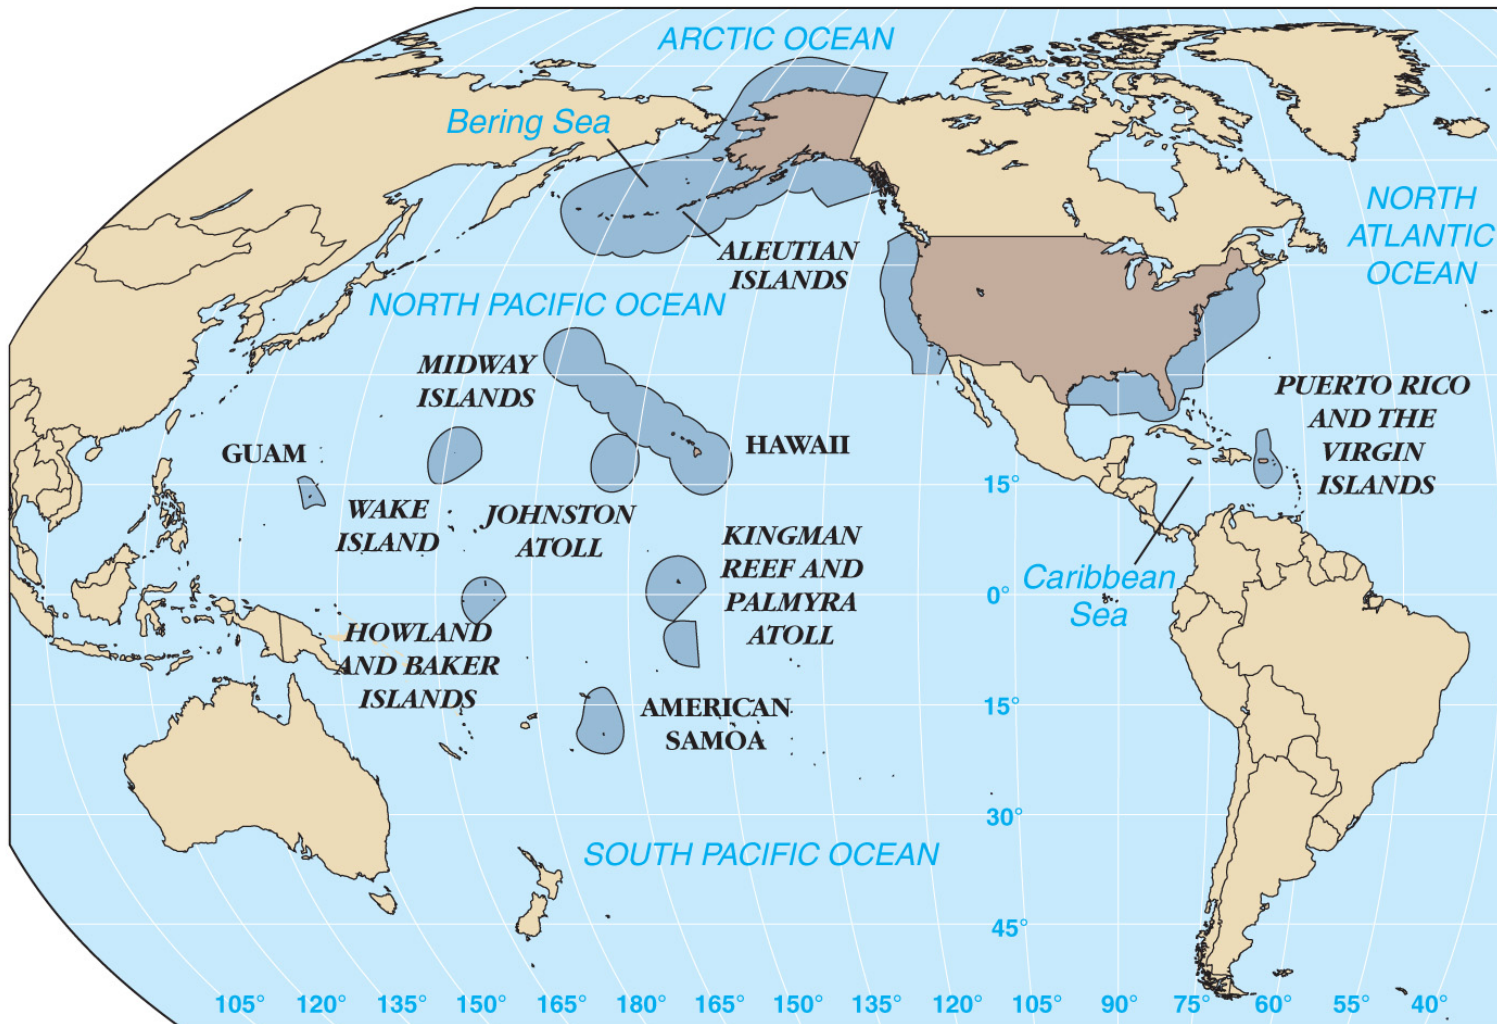 ARCTIC OCEAN
Bering Sea
NORTH
ATLANTIC
OCEAN
ALEUTIAN
ISLANDS
NORTH PACIFIC OCEAN
MIDWAY
ISLANDS
PUERTO RICO
AND THE
VIRGIN
ISLANDS
GUAM
HAWAII
WAKE
ISLAND
JOHNSTON
ATOLL
KINGMAN
REEF AND
PALMYRA
ATOLL
Caribbean
Sea
HOWLAND
AND BAKER
ISLANDS
AMERICAN
SAMOA
SOUTH PACIFIC OCEAN
15°
0°
15°
30°
45°
105° 120° 135° 150° 165° 180° 165° 150° 135° 120° 105° 90° 75° 60° 55° 40°